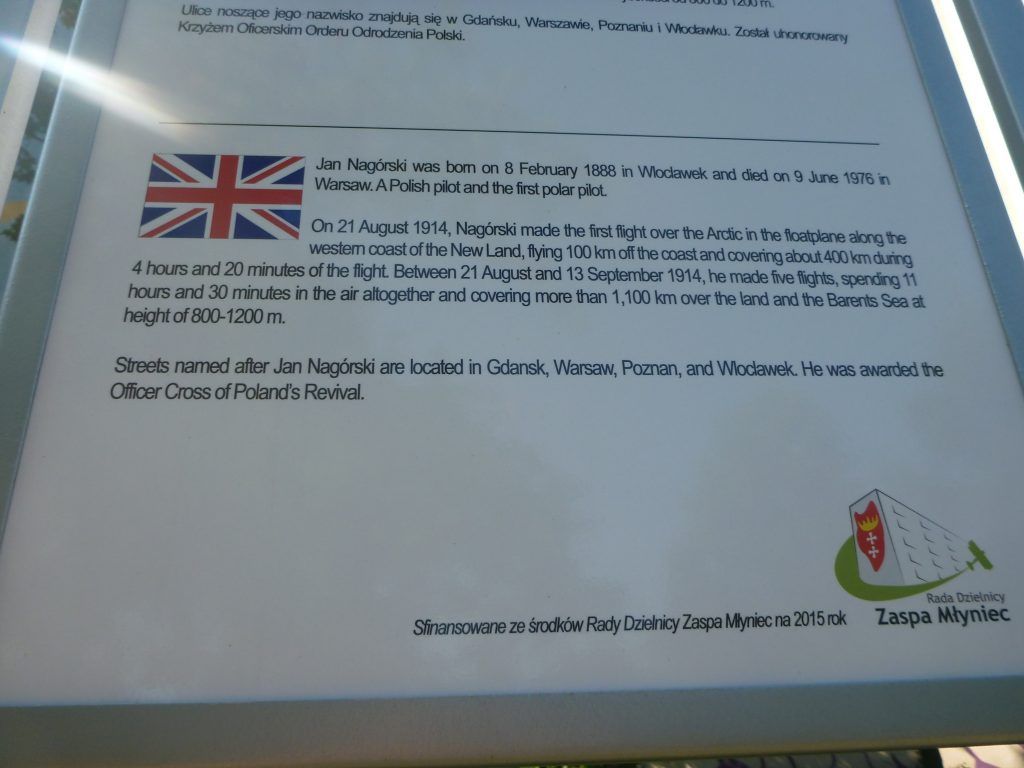 800 do 1200 m.
Ulice noszące jego nazwisko znajdują się w Gdańsku, Warszawie, Poznaniu i Włocławku. Został uhonorowany
Krzyżem Oficerskim Orderu Odrodzenia Polski.
Jan Nagórski was born on 8 February 1888 in Wlocławek and died on 9 June 1976 in
Warsaw. A Polish pilot and the first polar pilot.
On 21 August 1914, Nagórski made the first flight over the Arctic in the floatplane along the
western coast of the New Land, flying 100 km off the coast and covering about 400 km during
4 hours and 20 minutes of the flight. Between 21 August and 13 September 1914, he made five flights, spending 11
hours and 30 minutes in the air altogether and covering more than 1,100 km over the land and the Barents Sea at
height of 800-1200 m.
Streets named after Jan Nagórski are located in Gdansk, Warsaw, Poznan, and Wlocławek. He was awarded the
Officer Cross of Poland's Revival.
Rada Dzielnicy
Zaspa Młyniec
Sfinansowane ze środków Rady Dzielnicy Zaspa Młyniec na 2015 rok